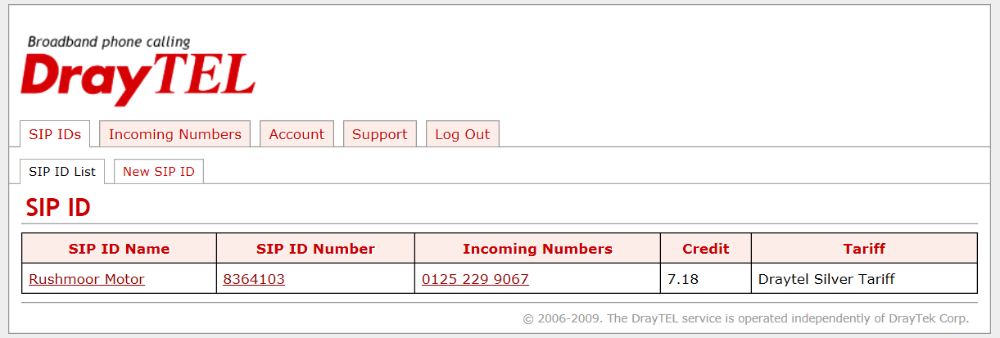 Broadband phone calling
DrayTEL
SIP IDs Incoming Numbers Account Support Log Out
SIP ID List New SIP ID
SIP ID
SIP ID Name SIP ID Number Incoming Numbers Credit Tariff
Rushmoor Motor 8364103 0125 229 9067 7.18 Draytel Silver Tariff
© 2006-2009. The DrayTEL service is operated independently of DrayTek Corp.